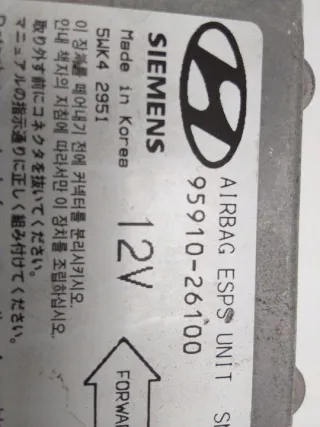 AIRBAG ESPS UNIT
95910-26100
SIEMENS
12V
Made in Korea
5WK4 2951
FORWA
이 장치를 떼어내기 전에 커넥터를 분리시키시오.
안내 책자의 지침에 따라서만 이 장치를 조립하십시오.
取り外す前にコネクタを抜いてください。
マニュアルの指示通りに正しく組み付けてください。